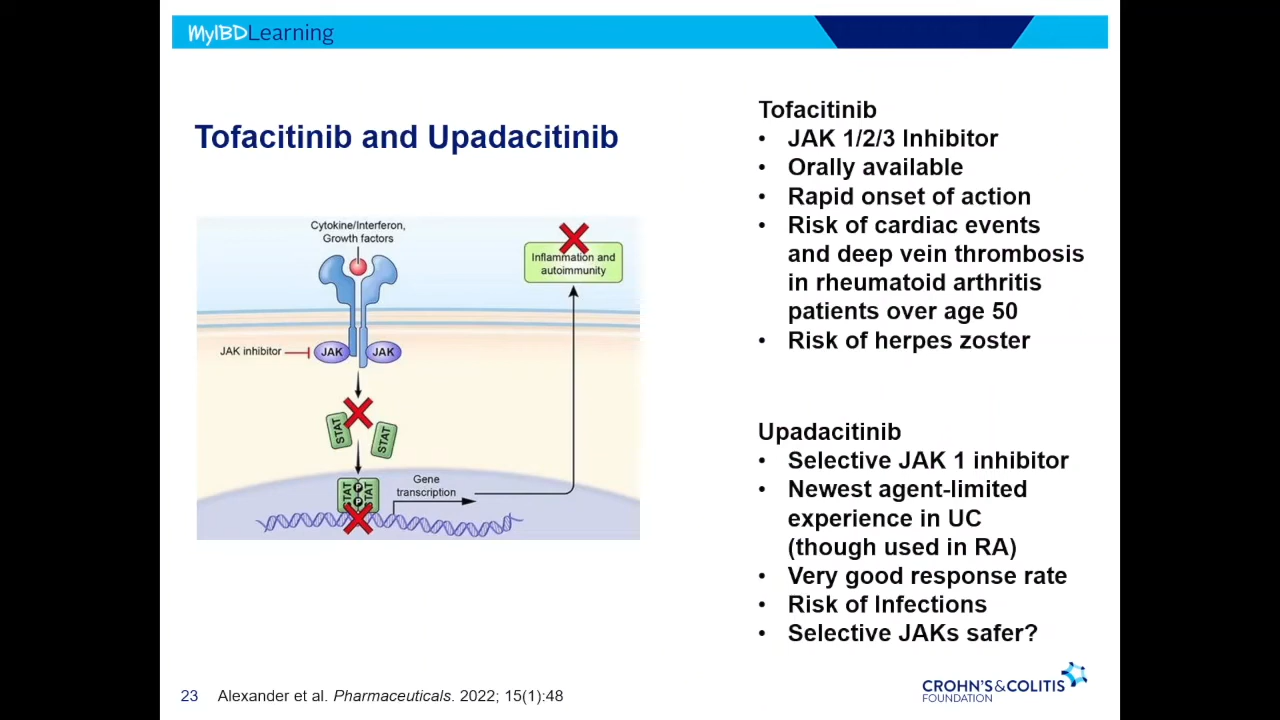 MyIBDLearning
Tofacitinib and Upadacitinib
Cytokine/Interferon,
Growth factors
Inflammation and
autoimmunity
JAK inhibitor
JAK
JAK
STAT
STAT
Gene
transcription
STAT
P
P
STAT
Tofacitinib
• JAK 1/2/3 Inhibitor
• Orally available
• Rapid onset of action
• Risk of cardiac events
and deep vein thrombosis
in rheumatoid arthritis
patients over age 50
• Risk of herpes zoster
Upadacitinib
• Selective JAK 1 inhibitor
• Newest agent-limited
experience in UC
(though used in RA)
• Very good response rate
• Risk of Infections
• Selective JAKs safer?
23 Alexander et al. Pharmaceuticals. 2022; 15(1):48
CROHN'S&COLITIS
FOUNDATION